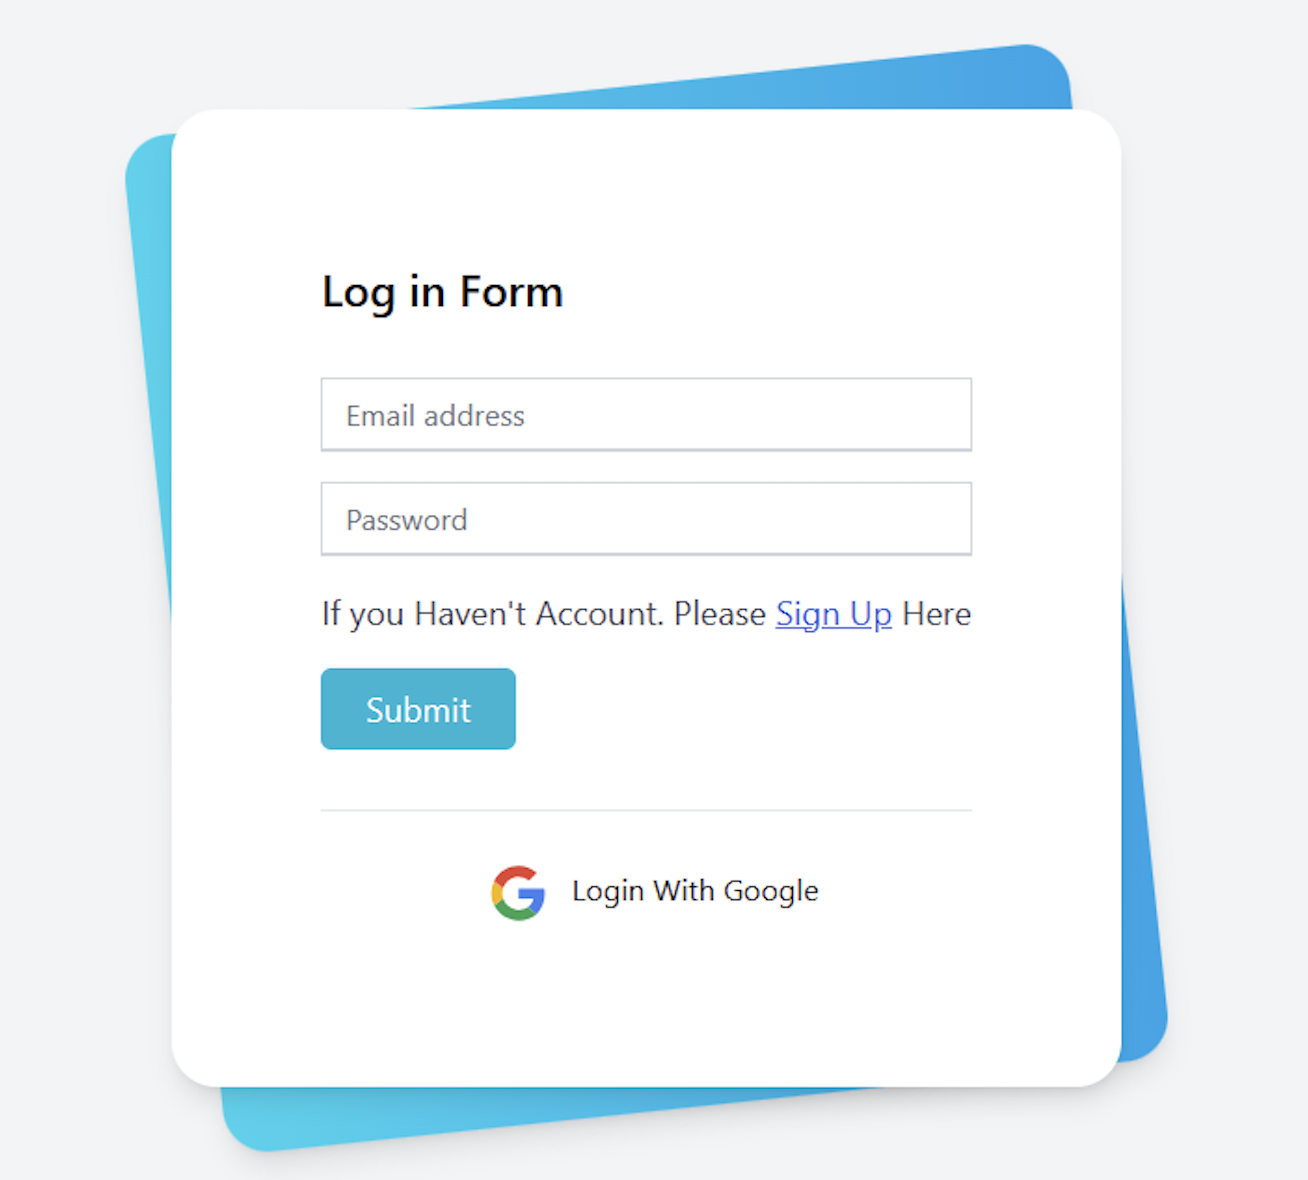 Log in Form
Email address
Password
If you Haven't Account. Please Sign Up Here
Submit
Login With Google